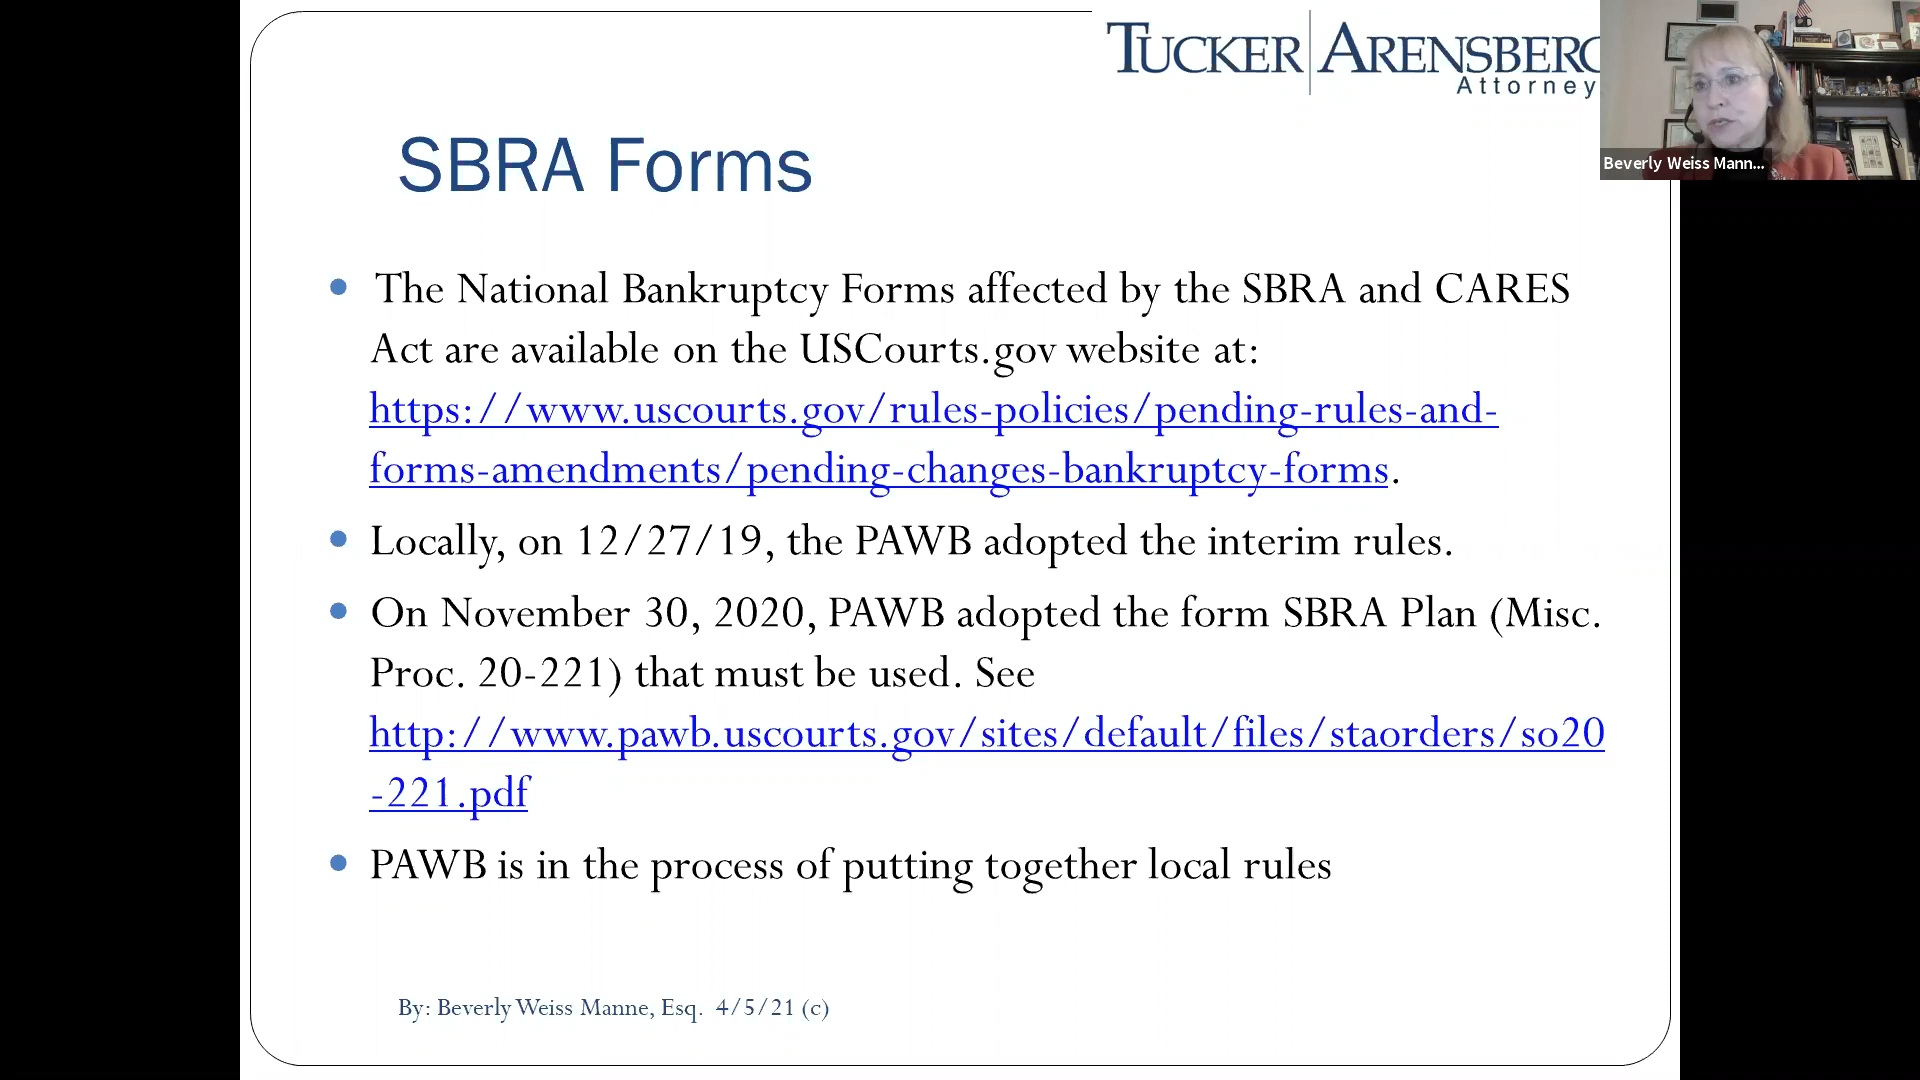 TUCKER ARENSBERG
Attorney
Beverly Weiss Mann...
SBRA Forms
The National Bankruptcy Forms affected by the SBRA and CARES
Act are available on the USCourts.gov website at:
https://www.uscourts.gov/rules-policies/pending-rules-and-
forms-amendments/pending-changes-bankruptcy-forms.
Locally, on 12/27/19, the PAWB adopted the interim rules.
On November 30, 2020, PAWB adopted the form SBRA Plan (Misc.
Proc. 20-221) that must be used. See
http://www.pawb.uscourts.gov/sites/default/files/staorders/so20
-221.pdf
PAWB is in the process of putting together local rules
By: Beverly Weiss Manne, Esq. 4/5/21 (c)